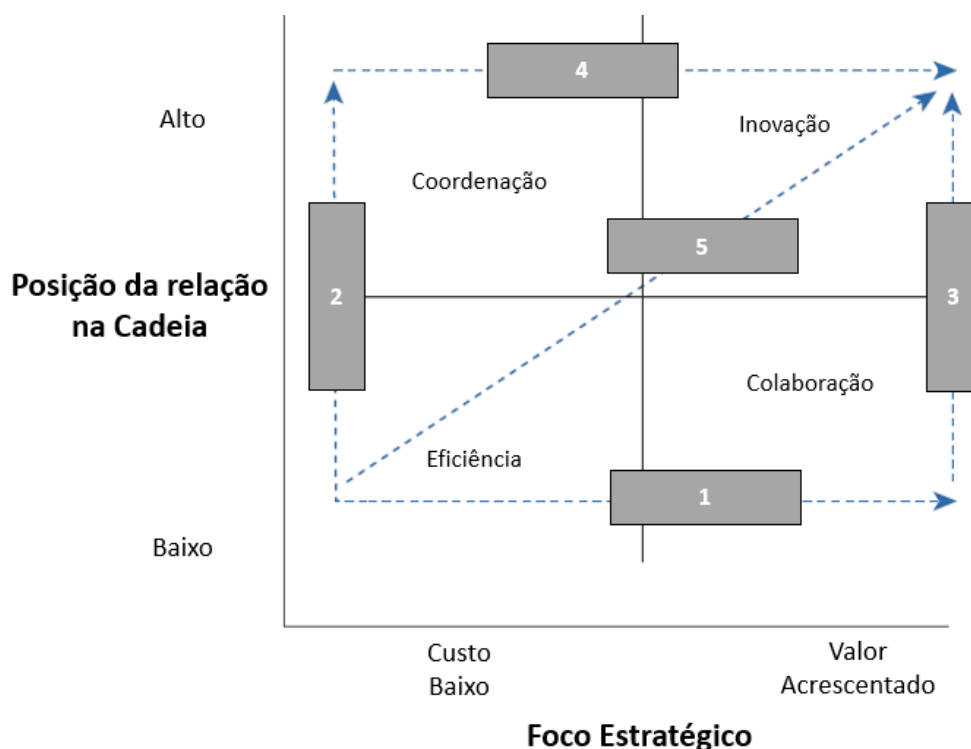 4
Alto
Inovação
Coordenação
Posição da relação
na Cadeia
5
2
3
Colaboração
Eficiência
1
Baixo
Custo
Baixo
Valor
Acrescentado
Foco Estratégico